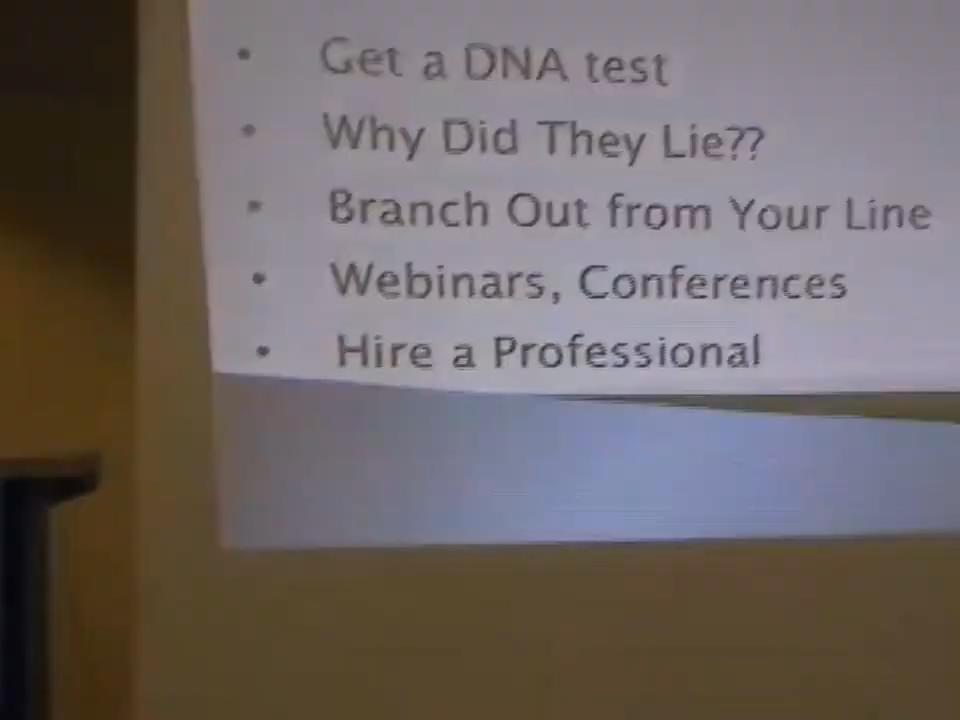 • Get a DNA test
• Why Did They Lie??
• Branch Out from Your Line
• Webinars, Conferences
• Hire a Professional